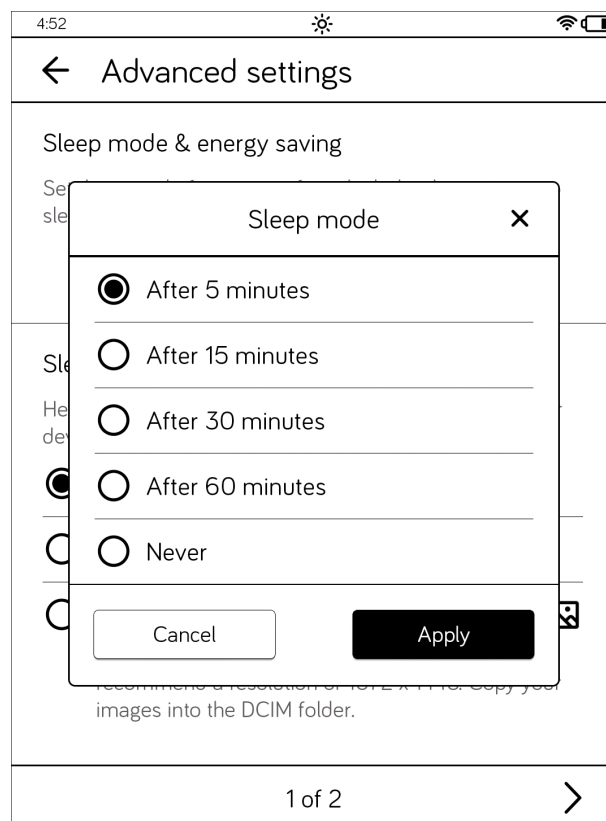 4:52
Advanced settings
Sleep mode & energy saving
Sleep mode
After 5 minutes
After 15 minutes
After 30 minutes
After 60 minutes
Never
Cancel
Apply
images into the DCIM folder.
1 of 2